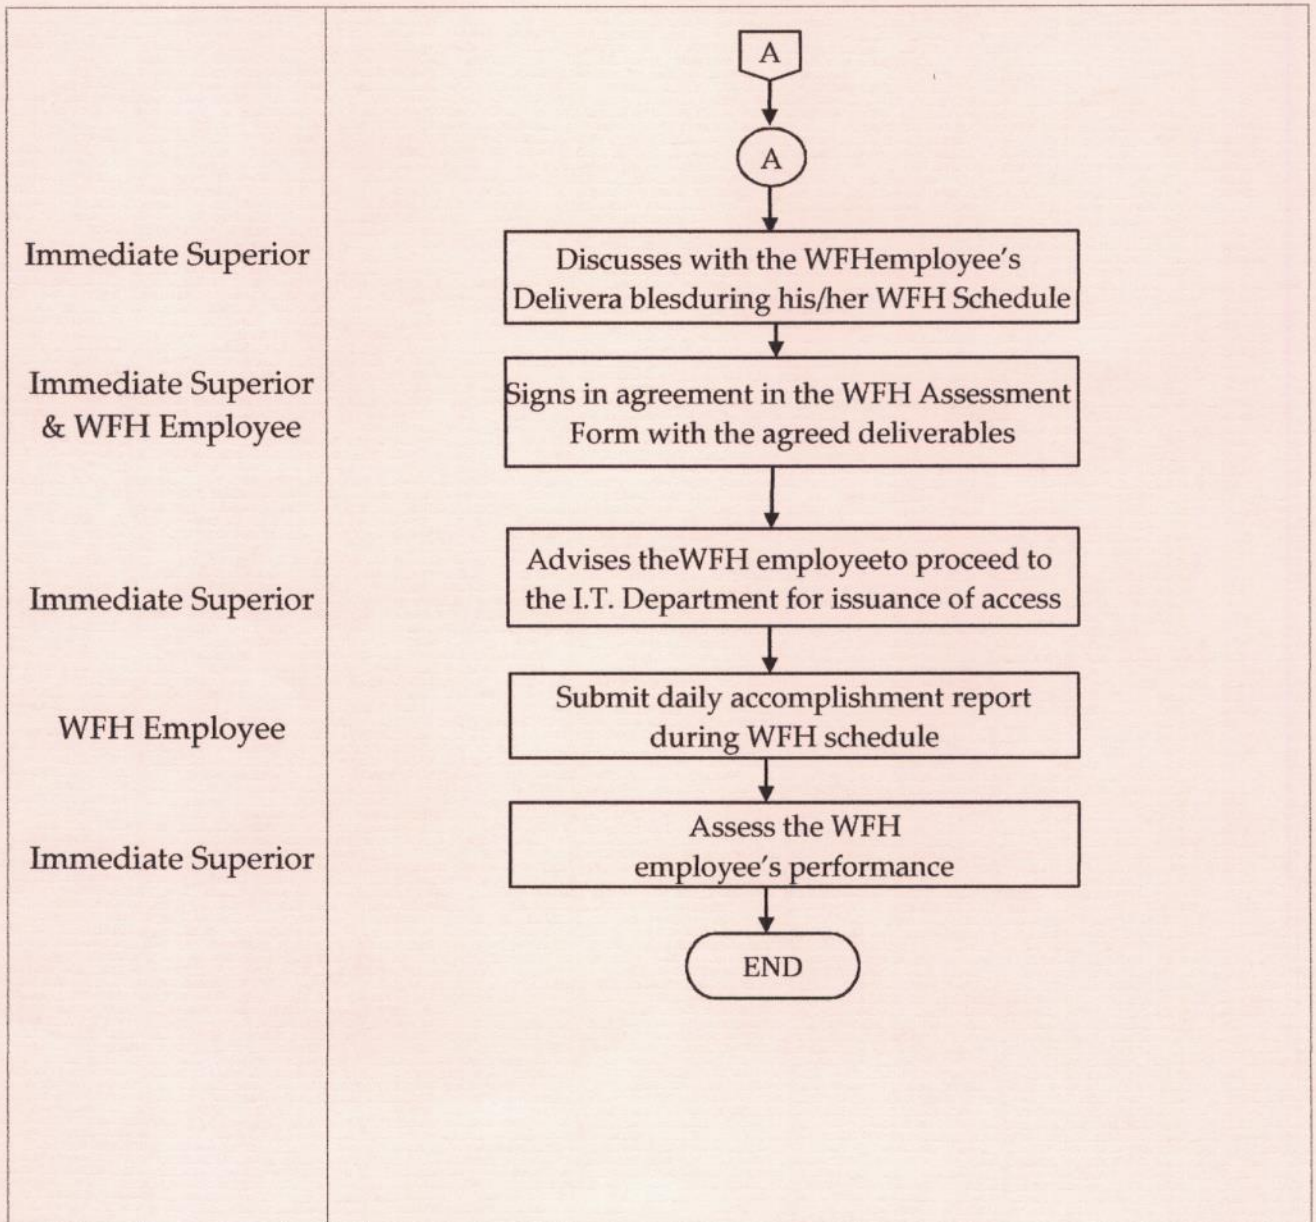 A
A
Immediate Superior
Discusses with the WFHemployee's
Delivera blesduring his/her WFH Schedule
Immediate Superior
& WFH Employee
Signs in agreement in the WFH Assessment
Form with the agreed deliverables
Immediate Superior
Advises theWFH employeeto proceed to
the I.T. Department for issuance of access
WFH Employee
Submit daily accomplishment report
during WFH schedule
Immediate Superior
Assess the WFH
employee's performance
END